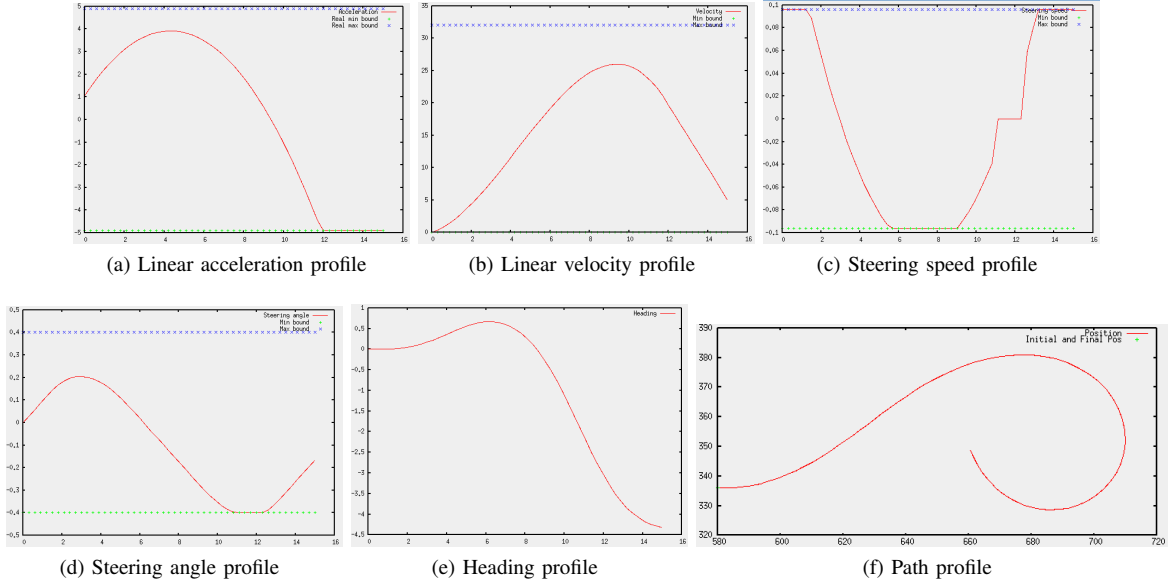 Acceleration
Real min bound
Real max bound
5
4
3
2
1
0
-1
-2
-3
-4
-5
0 2 4 6 8 10 12 14 16
(a) Linear acceleration profile
Velocity
Min bound
Max bound
35
30
25
20
15
10
5
0
0 2 4 6 8 10 12 14 16
(b) Linear velocity profile
Steering speed
Min bound
Max bound
0,1
0,08
0,06
0,04
0,02
0
-0,02
-0,04
-0,06
-0,08
-0,1
0 2 4 6 8 10 12 14 16
(c) Steering speed profile
Steering angle
Min bound
Max bound
0,5
0,4
0,3
0,2
0,1
0
-0,1
-0,2
-0,3
-0,4
-0,5
0 2 4 6 8 10 12 14 16
(d) Steering angle profile
Heading
1
0,5
0
-0,5
-1
-1,5
-2
-2,5
-3
-3,5
-4
-4,5
0 2 4 6 8 10 12 14 16
(e) Heading profile
Position
Initial and Final Pos
390
380
370
360
350
340
330
320
580 600 620 640 660 680 700 720
(f) Path profile